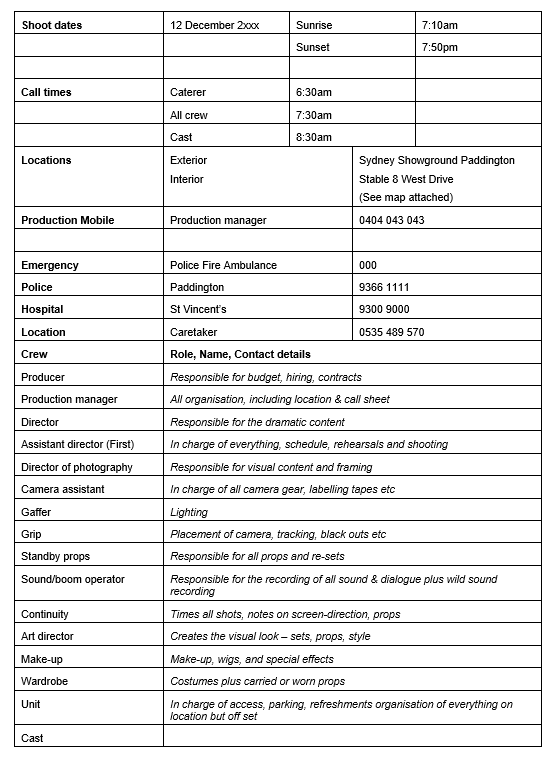 Shoot dates 12 December 2xxx Sunrise 7:10am
Sunset 7:50pm
Call times Caterer 6:30am
All crew 7:30am
Cast 8:30am
Locations Exterior Sydney Showground Paddington
Interior Stable 8 West Drive
(See map attached)
Production Mobile Production manager 0404 043 043
Emergency Police Fire Ambulance 000
Police Paddington 9366 1111
Hospital St Vincent's 9300 9000
Location Caretaker 0535 489 570
Crew Role, Name, Contact details
Producer Responsible for budget, hiring, contracts
Production manager All organisation, including location & call sheet
Director Responsible for the dramatic content
Assistant director (First) In charge of everything, schedule, rehearsals and shooting
Director of photography Responsible for visual content and framing
Camera assistant In charge of all camera gear, labelling tapes etc
Gaffer Lighting
Grip Placement of camera, tracking, black outs etc
Standby props Responsible for all props and re-sets
Sound/boom operator Responsible for the recording of all sound & dialogue plus wild sound
recording
Continuity Times all shots, notes on screen-direction, props
Art director Creates the visual look – sets, props, style
Make-up Make-up, wigs, and special effects
Wardrobe Costumes plus carried or worn props
Unit In charge of access, parking, refreshments organisation of everything on
location but off set
Cast